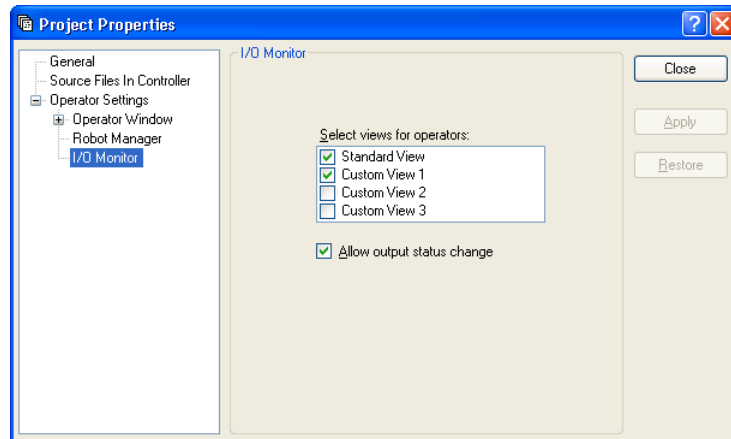 Project Properties
General
Source Files In Controller
Operator Settings
Operator Window
Robot Manager
I/O Monitor
I/O Monitor
Select views for operators:
Standard View
Custom View 1
Custom View 2
Custom View 3
Allow output status change
Close
Apply
Restore